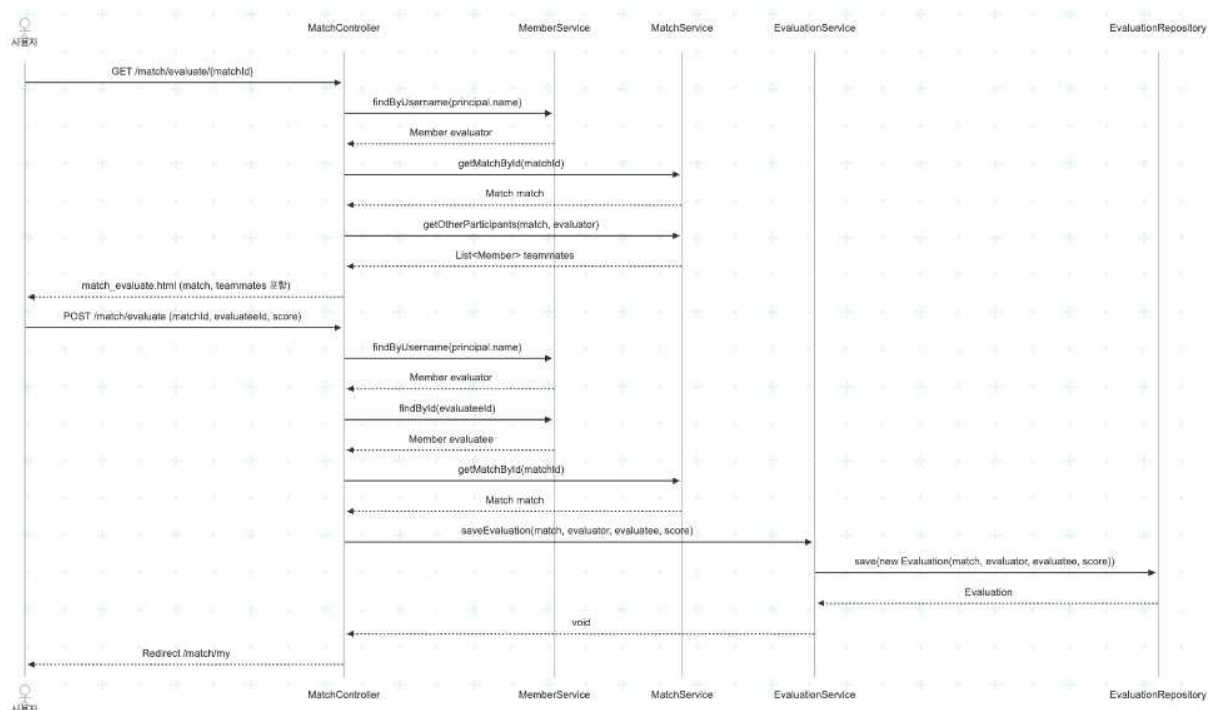 사용자
MatchController
MemberService
MatchService
EvaluationService
EvaluationRepository
GET /match/evaluate/{matchId}
findByUsername(principal.name)
Member evaluator
getMatchById(matchId)
Match match
getOtherParticipants(match, evaluator)
List<Member> teammates
match_evaluate.html (match, teammates 포함)
POST /match/evaluate (matchId, evaluateeId, score)
findByUsername(principal.name)
Member evaluator
findById(evaluateeId)
Member evaluatee
getMatchById(matchId)
Match match
saveEvaluation(match, evaluator, evaluatee, score)
save(new Evaluation(match, evaluator, evaluatee, score))
Evaluation
void
Redirect /match/my
MatchController
MemberService
MatchService
EvaluationService
EvaluationRepository
사용자